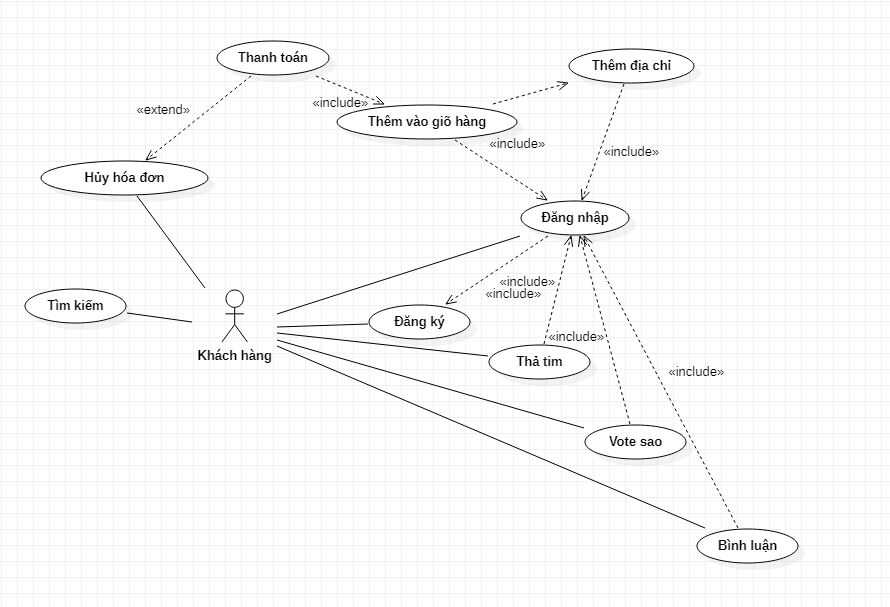 Thanh toán
Thêm địa chỉ
«extend»
«include»
Thêm vào giõ hàng
«include»
«include»
Hủy hóa đơn
Đăng nhập
«include»
«include»
Tìm kiếm
Đăng ký
«include»
Khách hàng
Thả tim
«include»
Vote sao
Bình luận